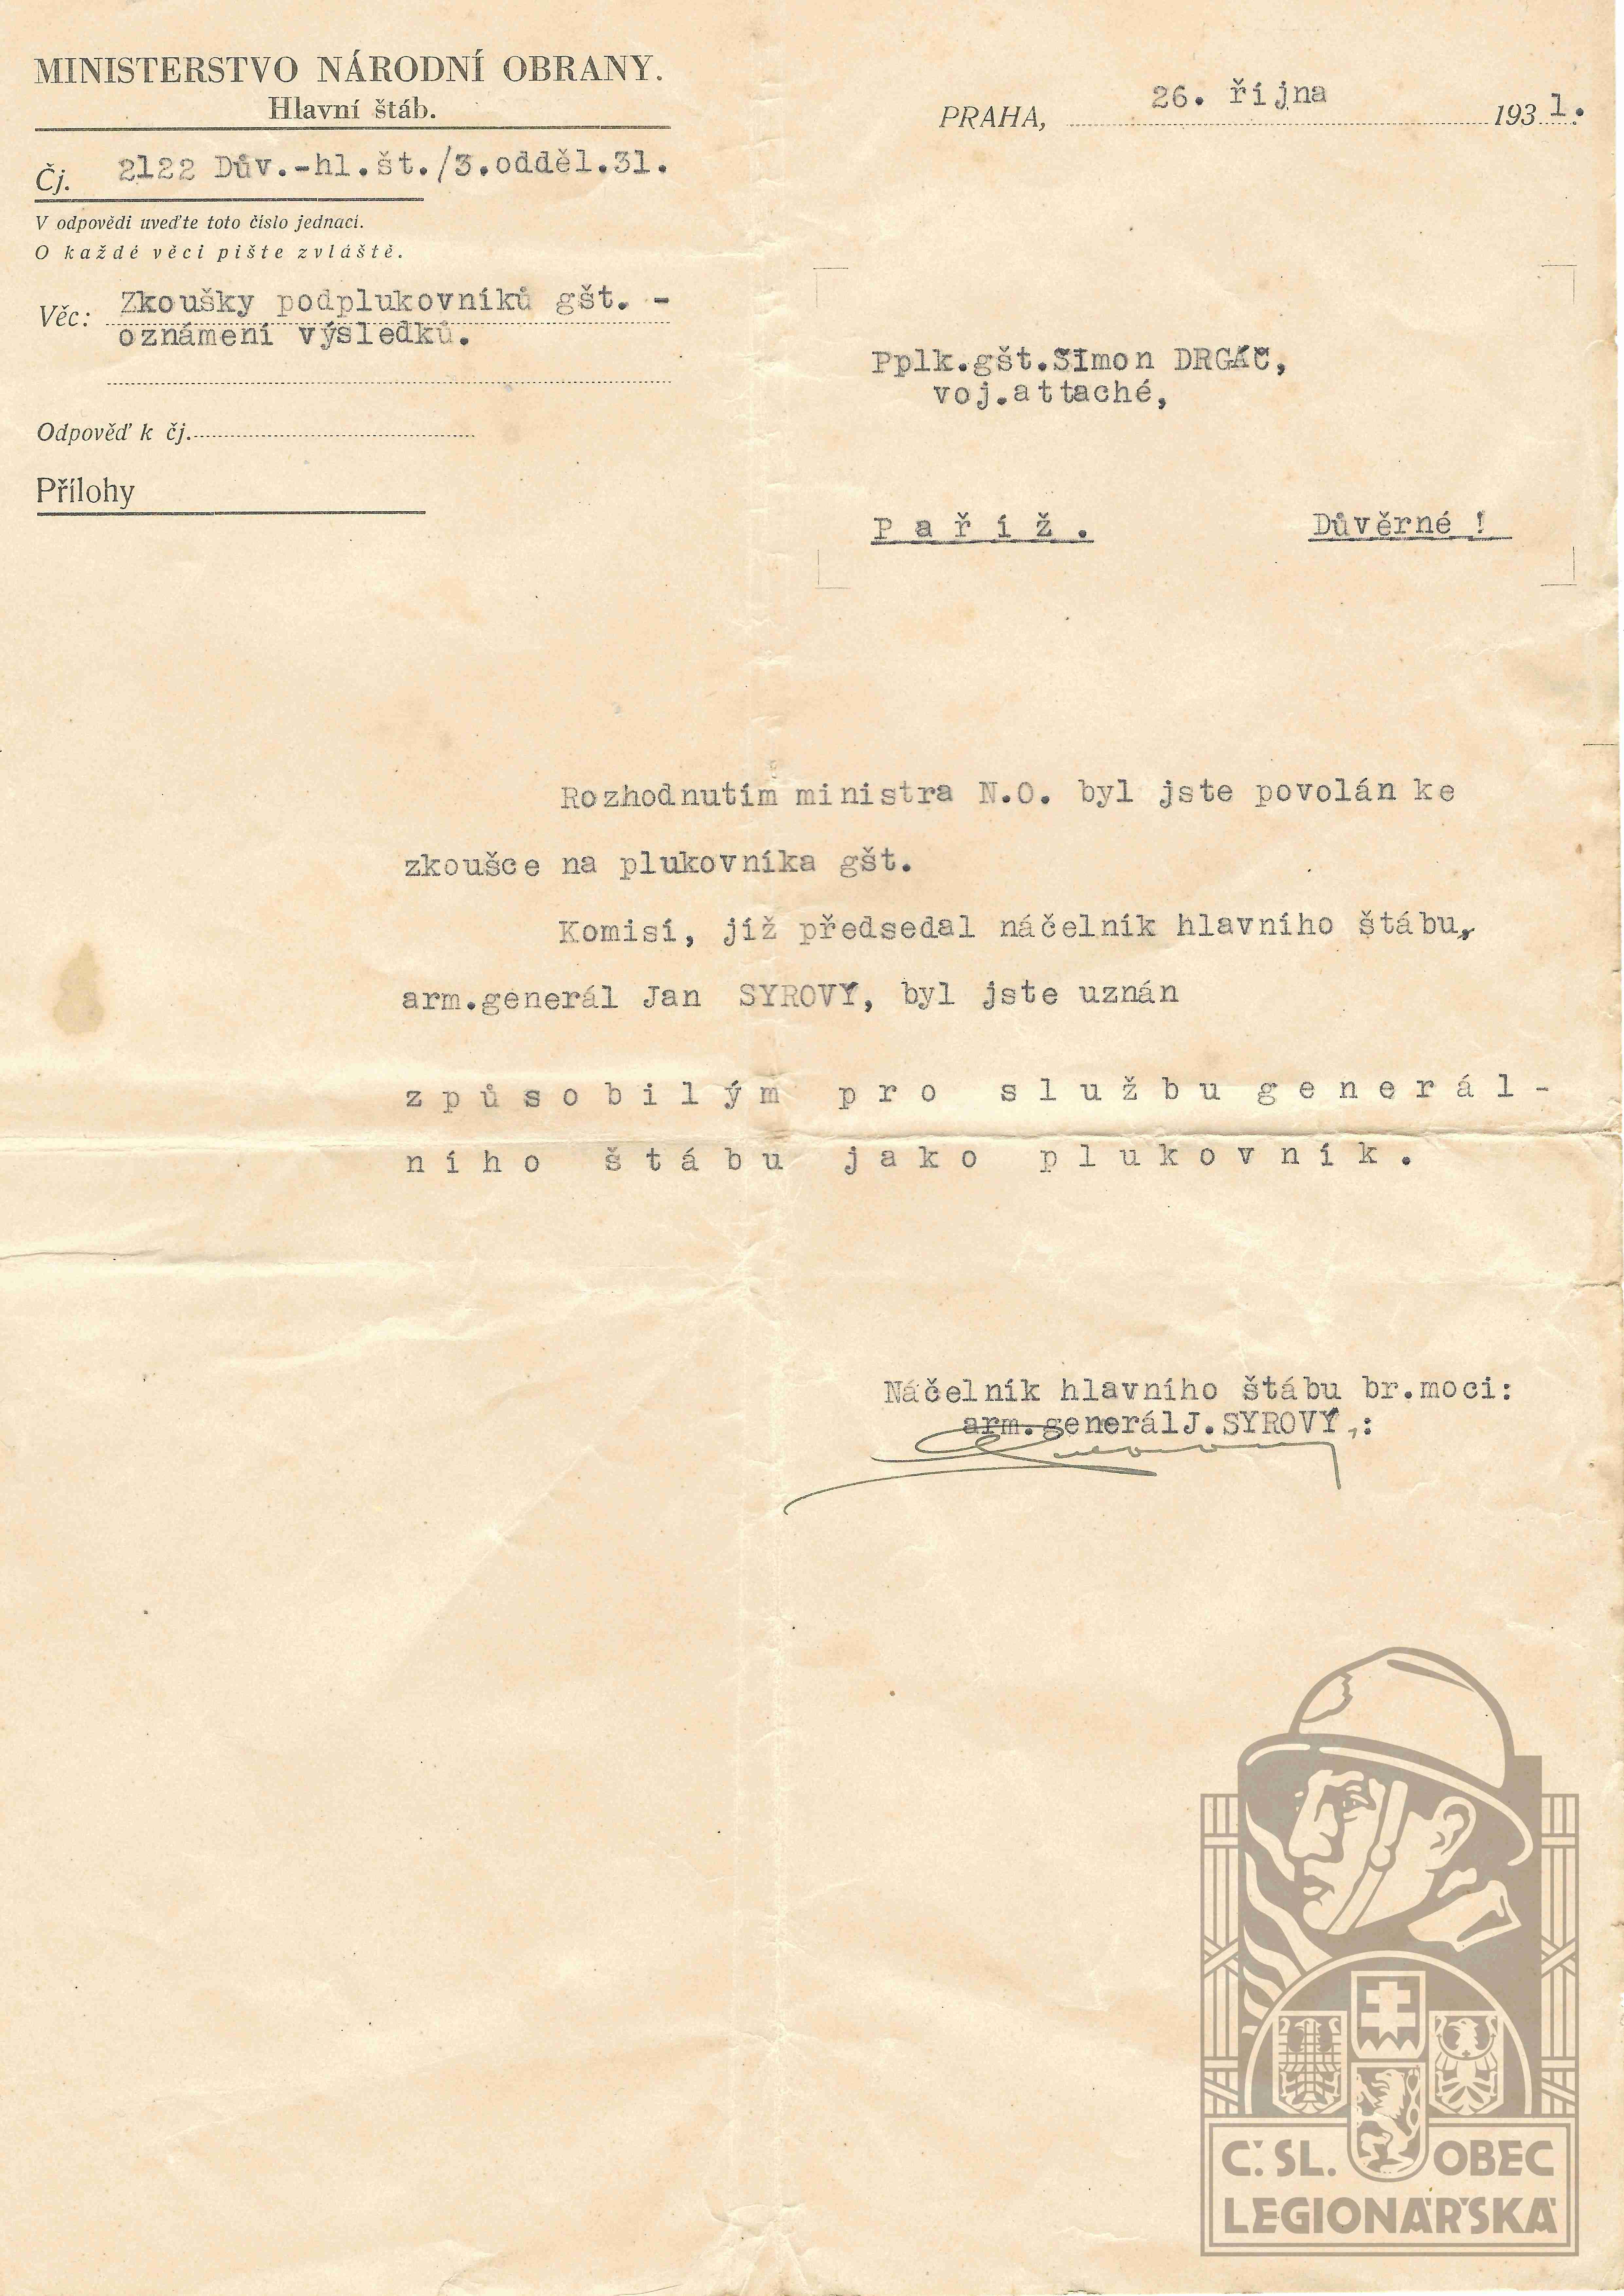 MINISTERSTVO NÁRODNÍ OBRANY.
Hlavní štáb.
PRAHA, 26. října 1931.
Čj. 2122 Dův.-hl.št./3.odděl.31.
V odpovědi uveďte toto číslo jednací.
O každé věci pište zvláště.
Věc: Zkoušky podplukovníků gšt. -
oznámení výsledků.
Pplk.gšt.Šimon DRGÁČ,
voj.attaché,
Odpověď k čj.
Přílohy
Paříž. Důvěrné !
Rozhodnutím ministra N.O. byl jste povolán ke
zkoušce na plukovníka gšt.
Komisí, jíž předsedal náčelník hlavního štábu,
arm.generál Jan SYROVÝ, byl jste uznán
způsobilým pro službu generál-
ního štábu jako plukovník.
Náčelník hlavního štábu br.moci:
arm.generál J.SYROVÝ,:
Č.SL. OBEC
LEGIONÁŘSKÁ